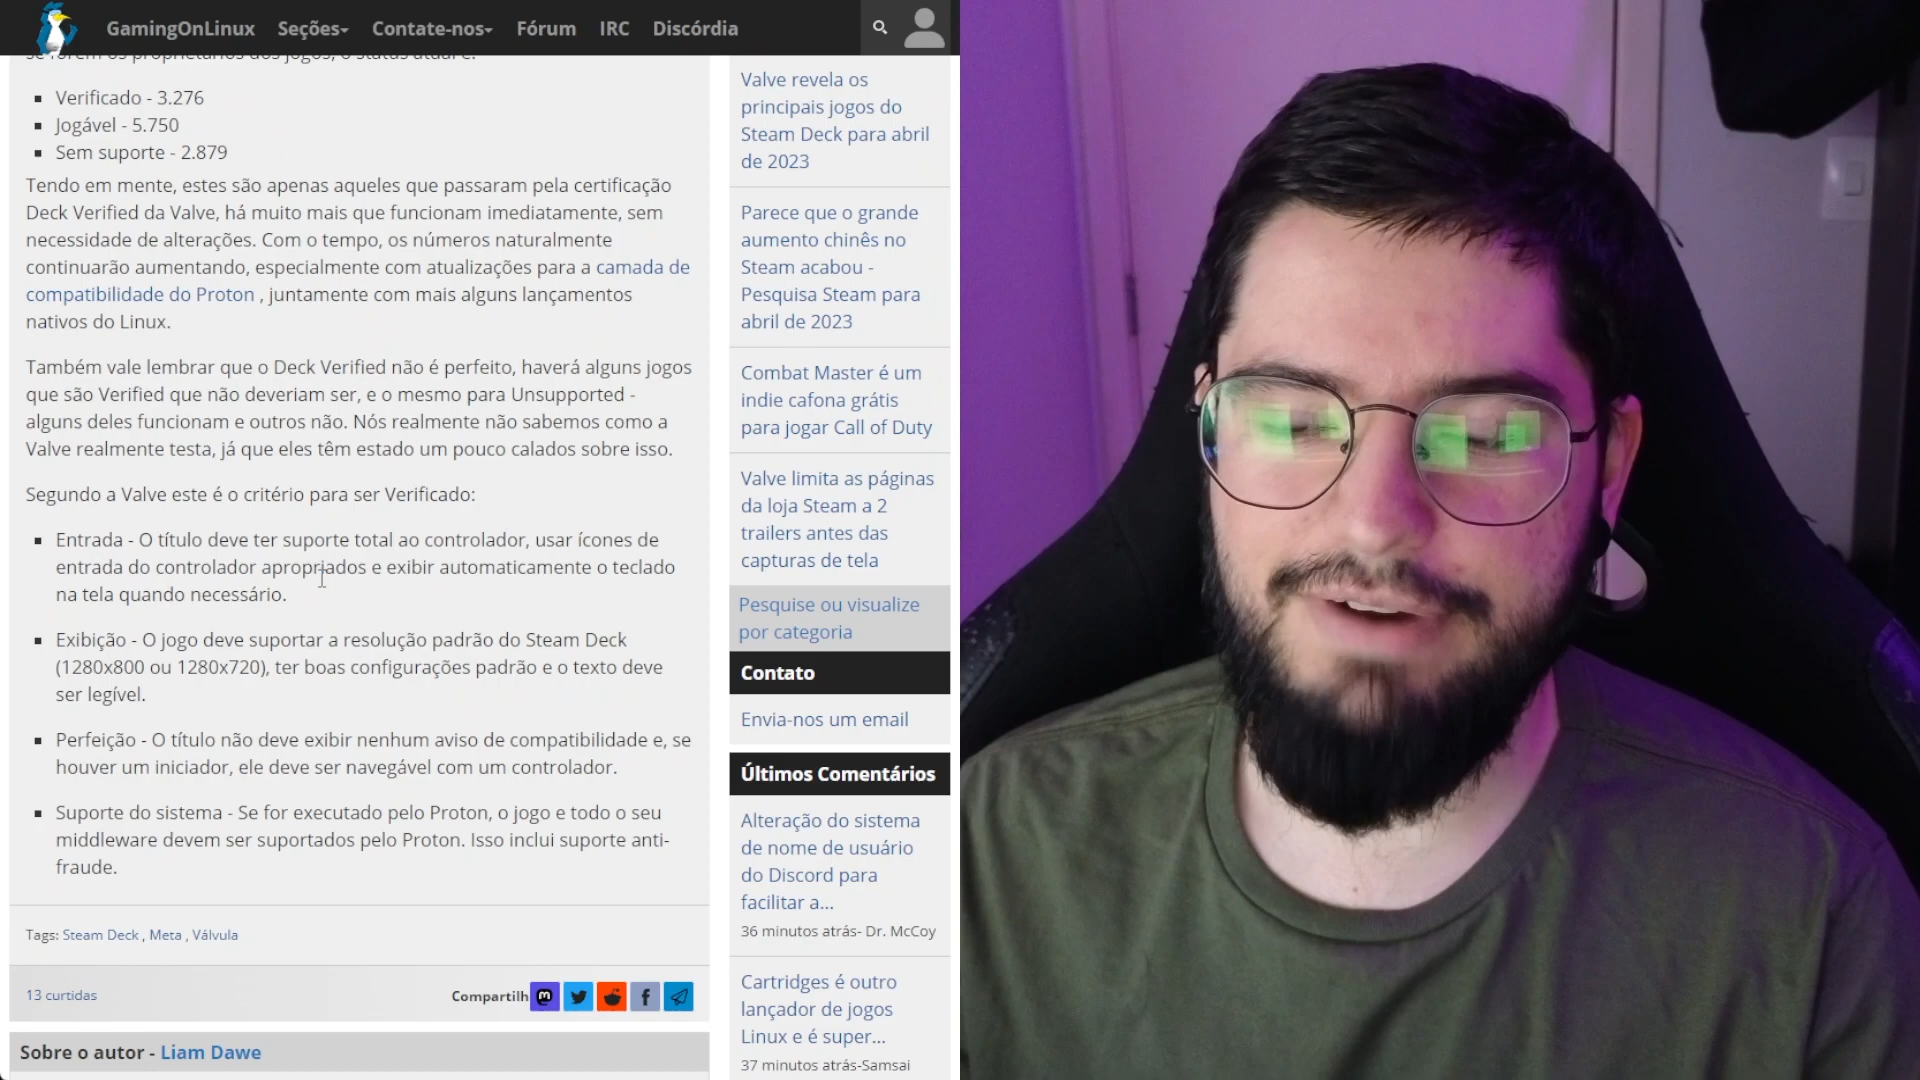 GamingOnLinux Seções Contate-nos Fórum IRC Discórdia
se forem os proprietários dos jogos, o status atual é:
Verificado - 3.276
Jogável - 5.750
Sem suporte - 2.879
Tendo em mente, estes são apenas aqueles que passaram pela certificação
Deck Verified da Valve, há muito mais que funcionam imediatamente, sem
necessidade de alterações. Com o tempo, os números naturalmente
continuarão aumentando, especialmente com atualizações para a camada de
compatibilidade do Proton , juntamente com mais alguns lançamentos
nativos do Linux.
Também vale lembrar que o Deck Verified não é perfeito, haverá alguns jogos
que são Verified que não deveriam ser, e o mesmo para Unsupported -
alguns deles funcionam e outros não. Nós realmente não sabemos como a
Valve realmente testa, já que eles têm estado um pouco calados sobre isso.
Segundo a Valve este é o critério para ser Verificado:
Entrada - O título deve ter suporte total ao controlador, usar ícones de
entrada do controlador apropriados e exibir automaticamente o teclado
na tela quando necessário.
Exibição - O jogo deve suportar a resolução padrão do Steam Deck
(1280x800 ou 1280x720), ter boas configurações padrão e o texto deve
ser legível.
Perfeição - O título não deve exibir nenhum aviso de compatibilidade e, se
houver um iniciador, ele deve ser navegável com um controlador.
Suporte do sistema - Se for executado pelo Proton, o jogo e todo o seu
middleware devem ser suportados pelo Proton. Isso inclui suporte anti-
fraude.
Tags: Steam Deck , Meta , Válvula
13 curtidas
Compartilh
Sobre o autor - Liam Dawe
Valve revela os
principais jogos do
Steam Deck para abril
de 2023
Parece que o grande
aumento chinês no
Steam acabou -
Pesquisa Steam para
abril de 2023
Combat Master é um
indie cafona grátis
para jogar Call of Duty
Valve limita as páginas
da loja Steam a 2
trailers antes das
capturas de tela
Pesquise ou visualize
por categoria
Contato
Envia-nos um email
Últimos Comentários
Alteração do sistema
de nome de usuário
do Discord para
facilitar a...
36 minutos atrás- Dr. McCoy
Cartridges é outro
lançador de jogos
Linux e é super...
37 minutos atrás-Samsai